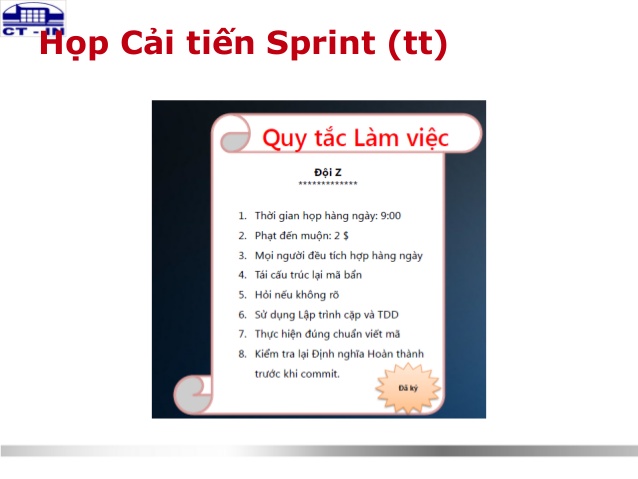 CT - IN
Họp Cải tiến Sprint (tt)
Quy tắc Làm việc
Đội Z
*************
1. Thời gian họp hàng ngày: 9:00
2. Phạt đến muộn: 2 $
3. Mọi người đều tích hợp hàng ngày
4. Tái cấu trúc lại mã bẩn
5. Hỏi nếu không rõ
6. Sử dụng Lập trình cặp và TDD
7. Thực hiện đúng chuẩn viết mã
8. Kiểm tra lại Định nghĩa Hoàn thành
trước khi commit.
Đã ký